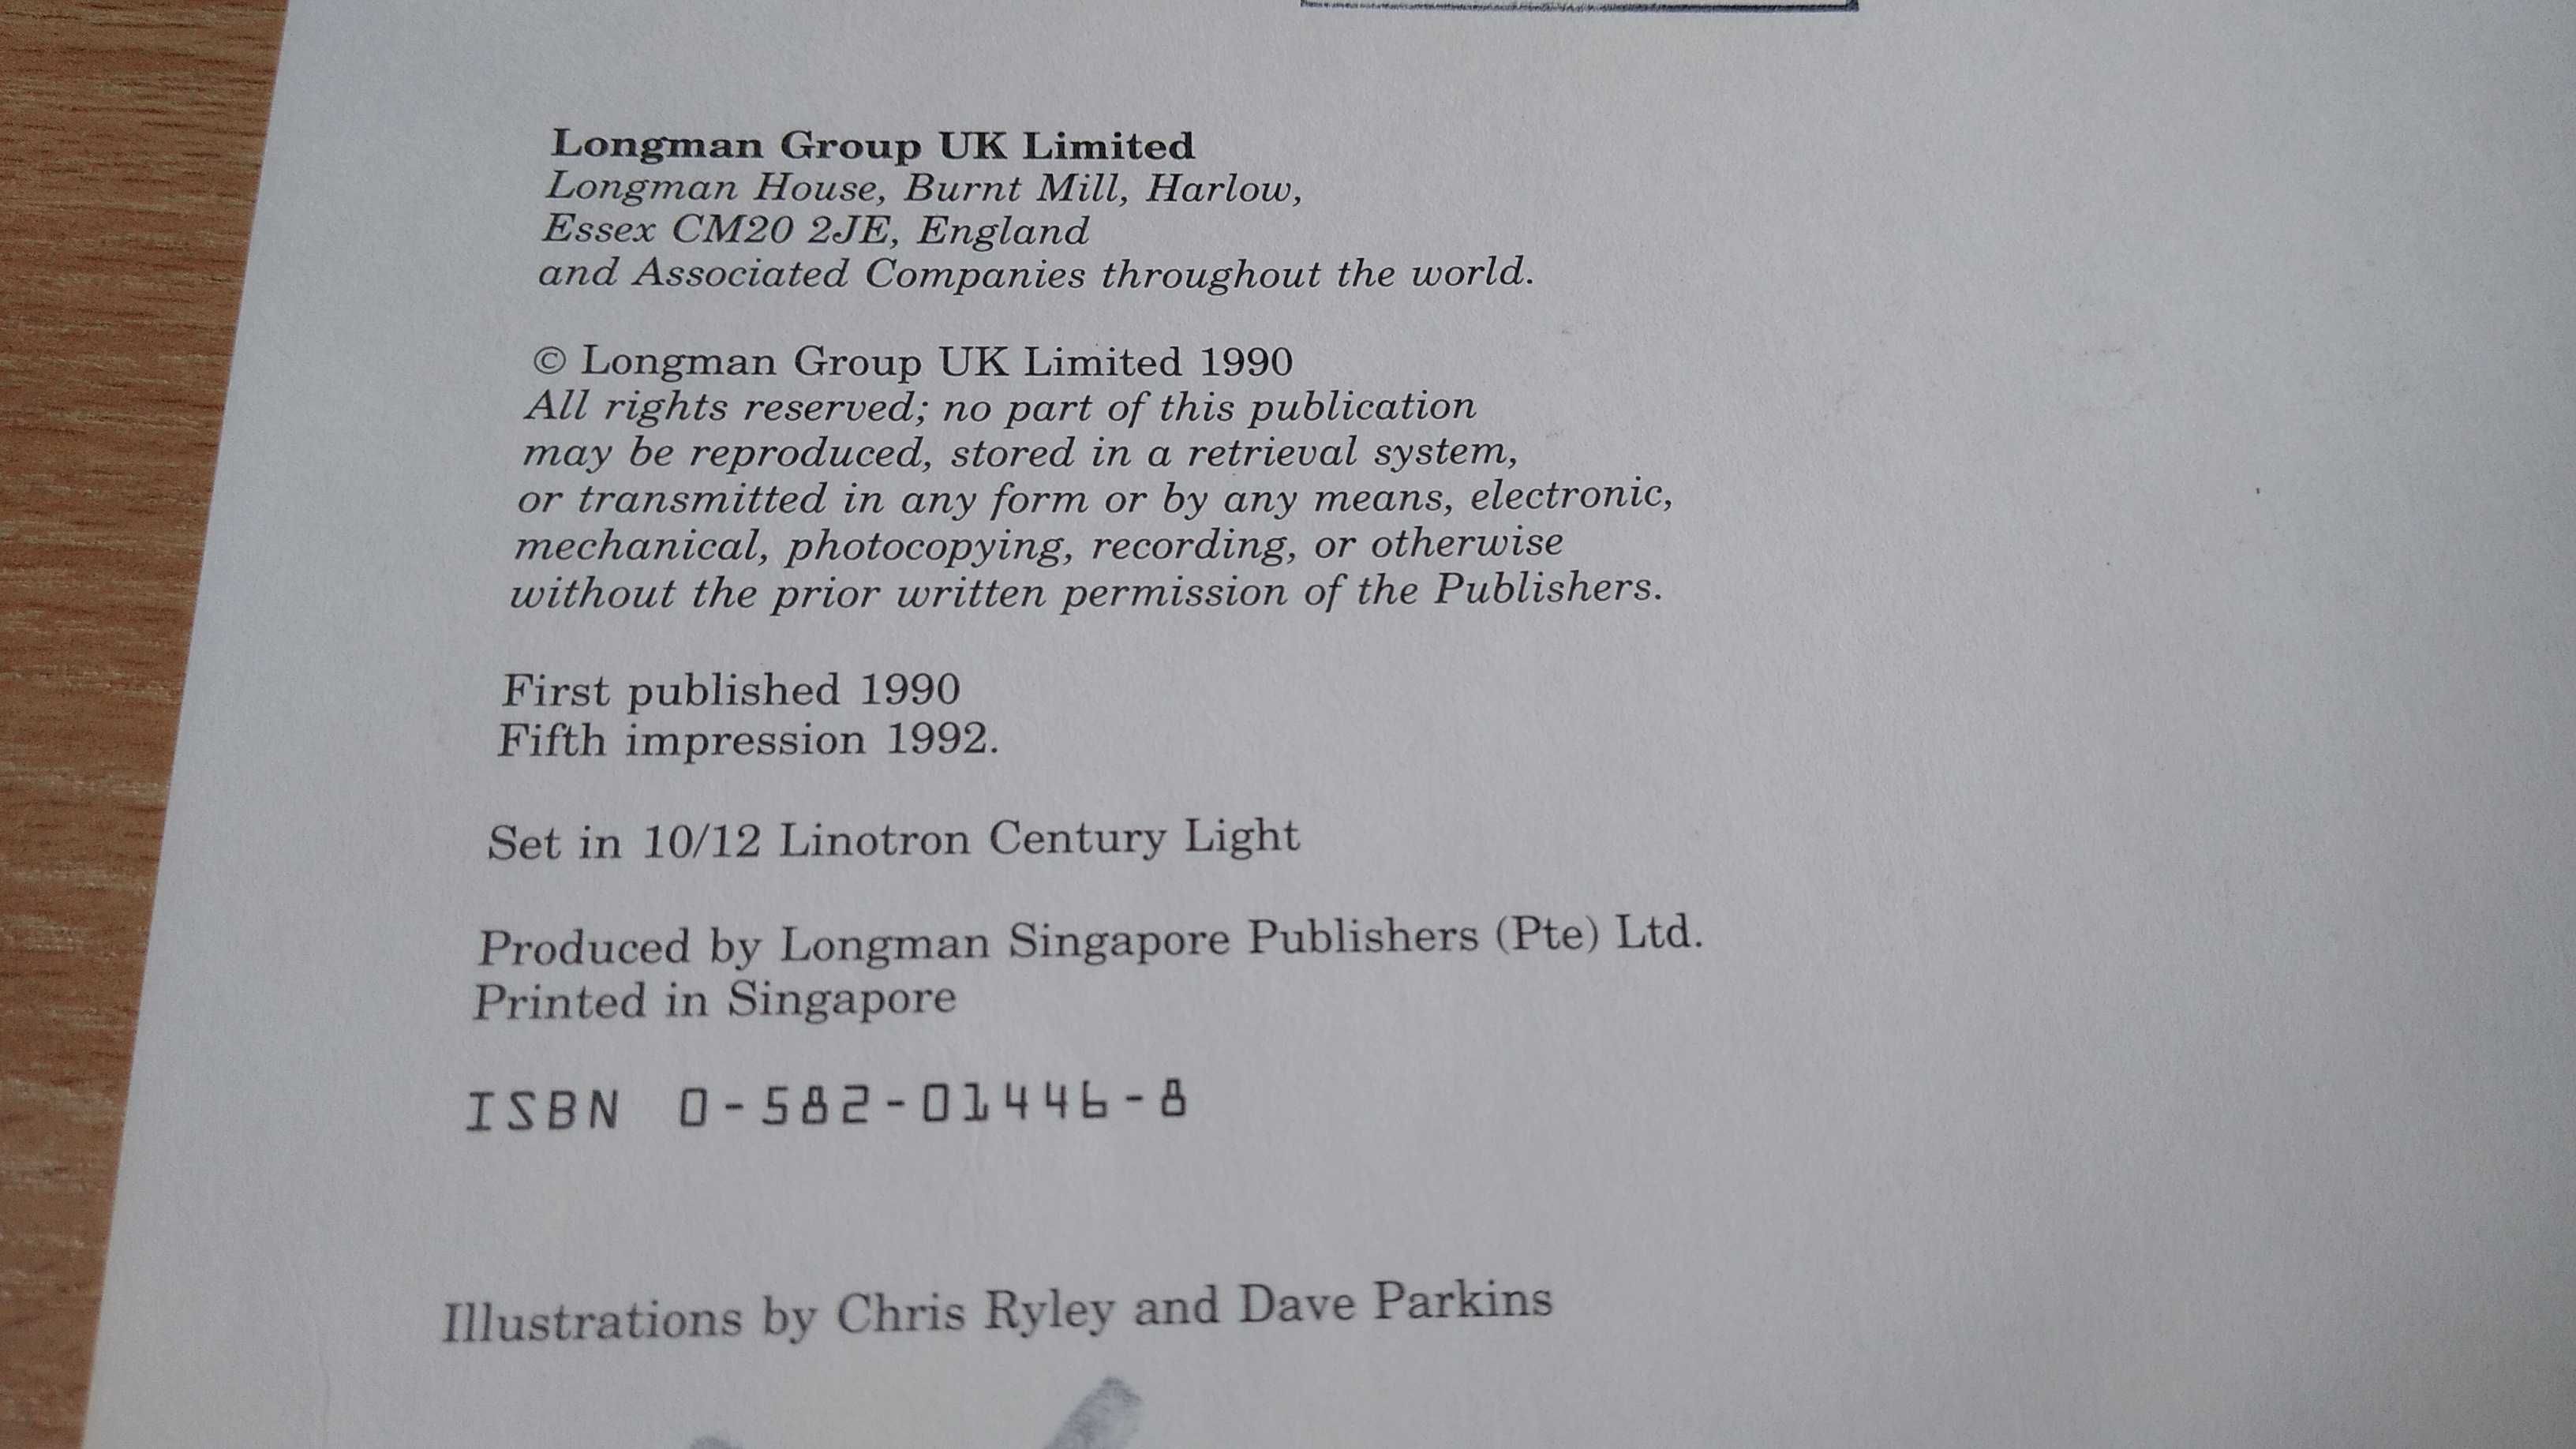 Longman Group UK Limited
Longman House, Burnt Mill, Harlow,
Essex CM20 2JE, England
and Associated Companies throughout the world.
© Longman Group UK Limited 1990
All rights reserved; no part of this publication
may be reproduced, stored in a retrieval system,
or transmitted in any form or by any means, electronic,
mechanical, photocopying, recording, or otherwise
without the prior written permission of the Publishers.
First published 1990
Fifth impression 1992.
Set in 10/12 Linotron Century Light
Produced by Longman Singapore Publishers (Pte) Ltd.
Printed in Singapore
ISBN 0-582-01446-8
Illustrations by Chris Ryley and Dave Parkins